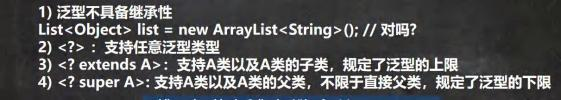 1) 泛型不具备继承性
List<Object> list = new ArrayList<String>(); // 对吗?
2) <?> : 支持任意泛型类型
3) <? extends A>: 支持A类以及A类的子类，规定了泛型的上限
4) <? super A>: 支持A类以及A类的父类，不限于直接父类，规定了泛型的下限